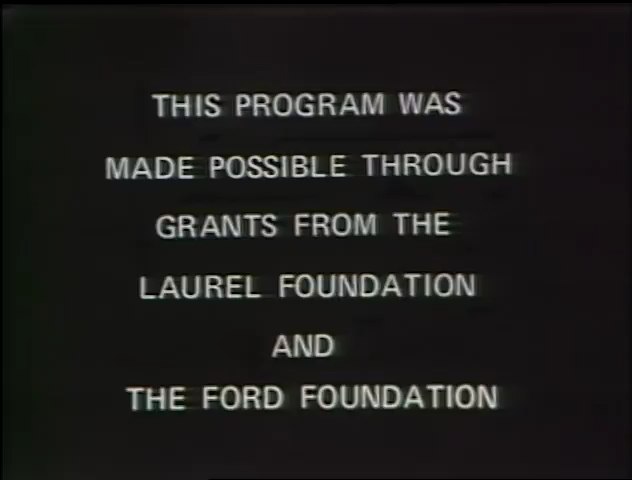 THIS PROGRAM WAS
MADE POSSIBLE THROUGH
GRANTS FROM THE
LAUREL FOUNDATION
AND
THE FORD FOUNDATION